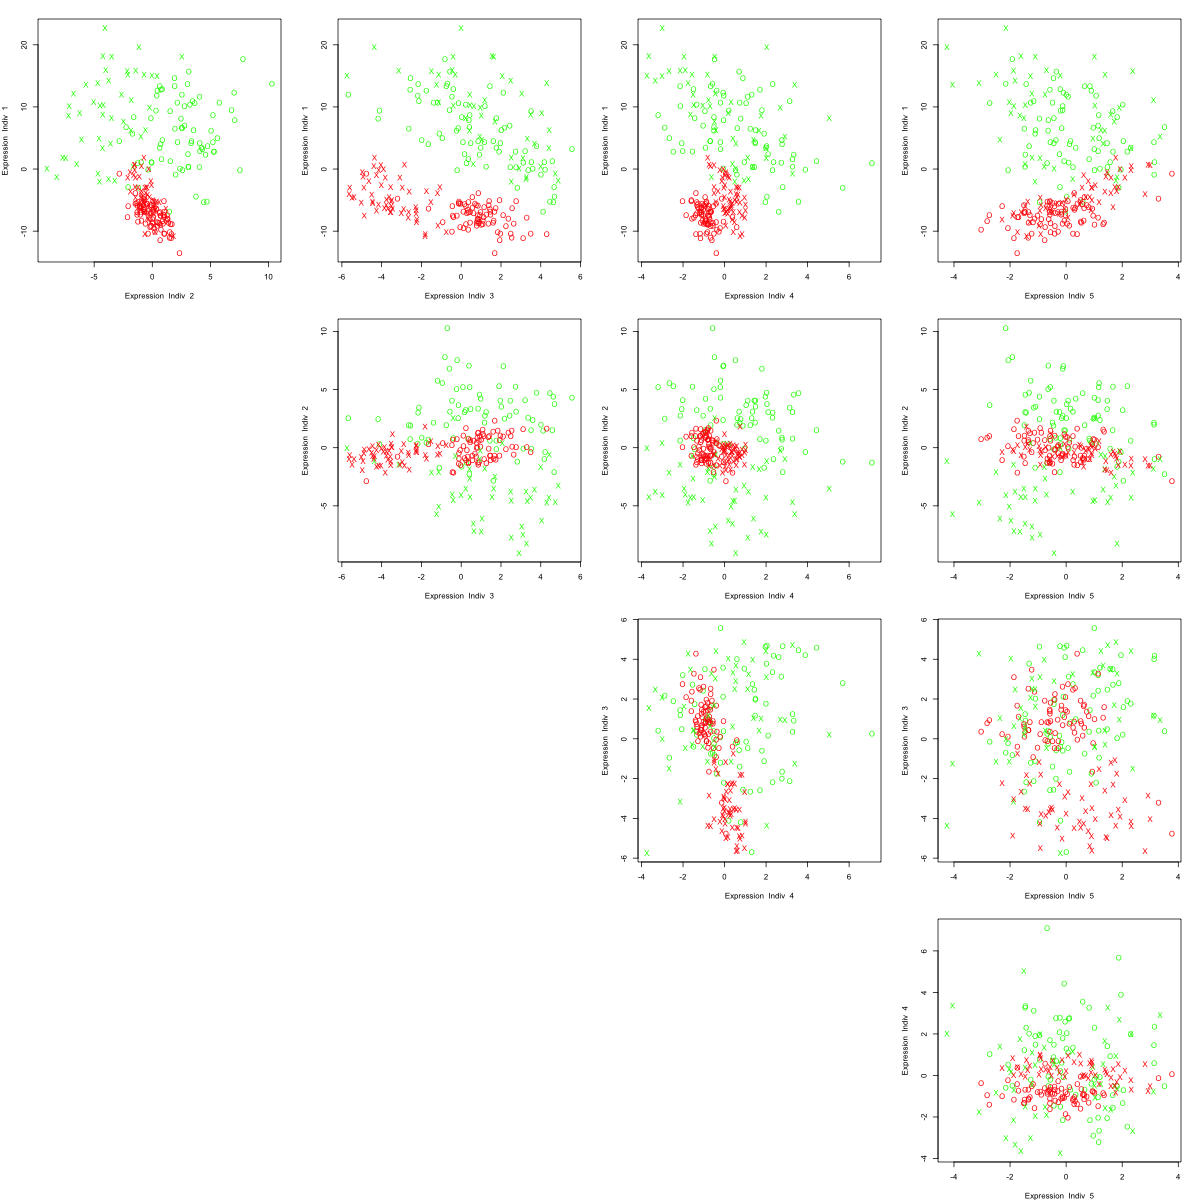 20
10
0
-10
Expression Indiv 1
-5 0 5 10
Expression Indiv 2
20
10
0
-10
Expression Indiv 1
-6 -4 -2 0 2 4 6
Expression Indiv 3
20
10
0
-10
Expression Indiv 1
-4 -2 0 2 4 6
Expression Indiv 4
20
10
0
-10
Expression Indiv 1
-4 -2 0 2 4
Expression Indiv 5
10
5
0
-5
Expression Indiv 2
-6 -4 -2 0 2 4 6
Expression Indiv 3
10
5
0
-5
Expression Indiv 2
-4 -2 0 2 4 6
Expression Indiv 4
10
5
0
-5
Expression Indiv 2
-4 -2 0 2 4
Expression Indiv 5
6
4
2
0
-2
-4
-6
Expression Indiv 3
-4 -2 0 2 4 6
Expression Indiv 4
6
4
2
0
-2
-4
-6
Expression Indiv 3
-4 -2 0 2 4
Expression Indiv 5
6
4
2
0
-2
-4
Expression Indiv 4
-4 -2 0 2 4
Expression Indiv 5